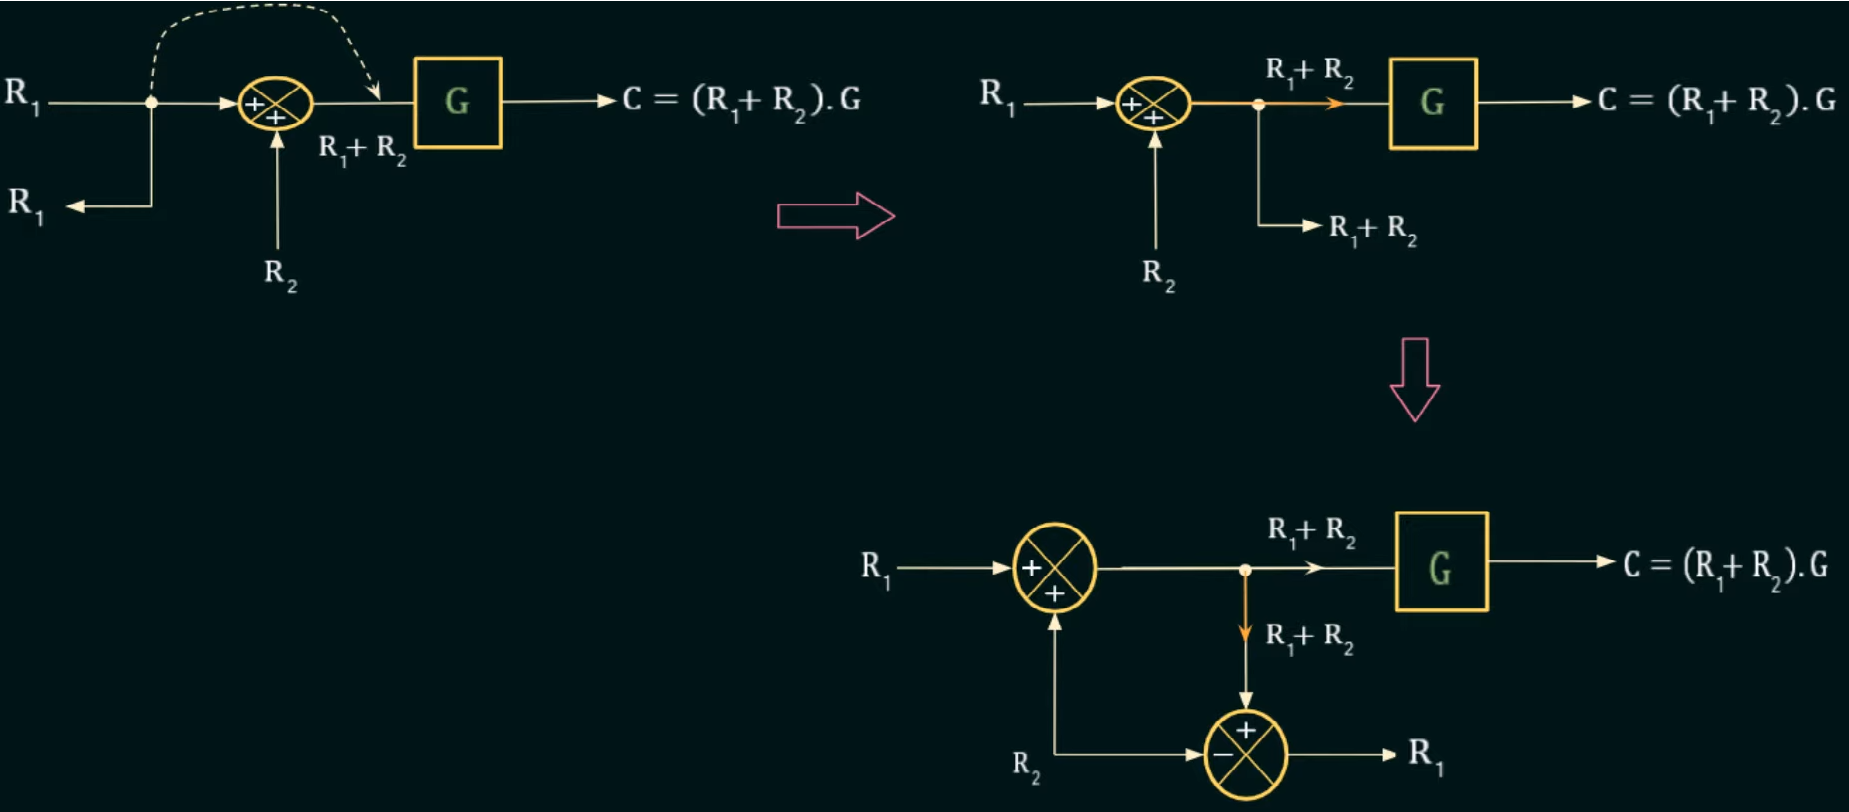 R₁
+
+
R₁+ R₂
G
C = (R₁+ R₂).G
R₁
R₂
R₁
+
+
R₁+ R₂
G
C = (R₁+ R₂).G
R₁+ R₂
R₂
R₁
+
+
R₁+ R₂
G
C = (R₁+ R₂).G
R₁+ R₂
R₂
+
−
R₁